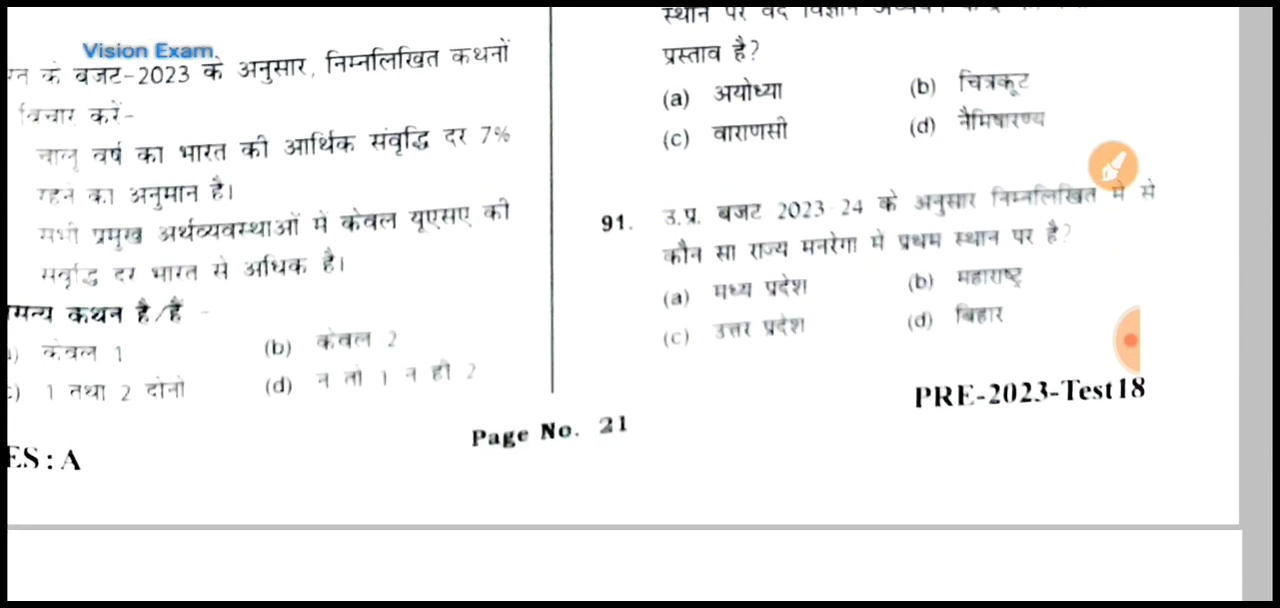 Vision Exam.
के बजट-2023 के अनुसार, निम्नलिखित कथनों
विचार करें-
चालू वर्ष का भारत की आर्थिक संवृद्धि दर 7%
रहने का अनुमान है।
सभी प्रमुख अर्थव्यवस्थाओं में केवल यूएसए की
संवृद्धि दर भारत से अधिक है।
कथन है/हैं -
केवल 1
(b) केवल 2
1 तथा 2 दोनों
(d) न तो 1 न ही 2
ES : A
Page No. 21
स्थान पर वेद विज्ञान
प्रस्ताव है?
(a) अयोध्या
(b) चित्रकूट
(c) वाराणसी
(d) नैमिषारण्य
91. उ.प्र. बजट 2023-24 के अनुसार निम्नलिखित में से
कौन सा राज्य मनरेगा में प्रथम स्थान पर है?
(a) मध्य प्रदेश
(b) महाराष्ट्र
(c) उत्तर प्रदेश
(d) बिहार
PRE-2023-Test18